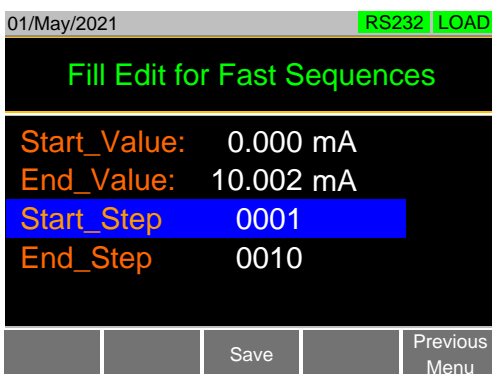 01/May/2021 RS232 LOAD
Fill Edit for Fast Sequences
Start_Value: 0.000 mA
End_Value: 10.002 mA
Start_Step 0001
End_Step 0010
Save
Previous
Menu